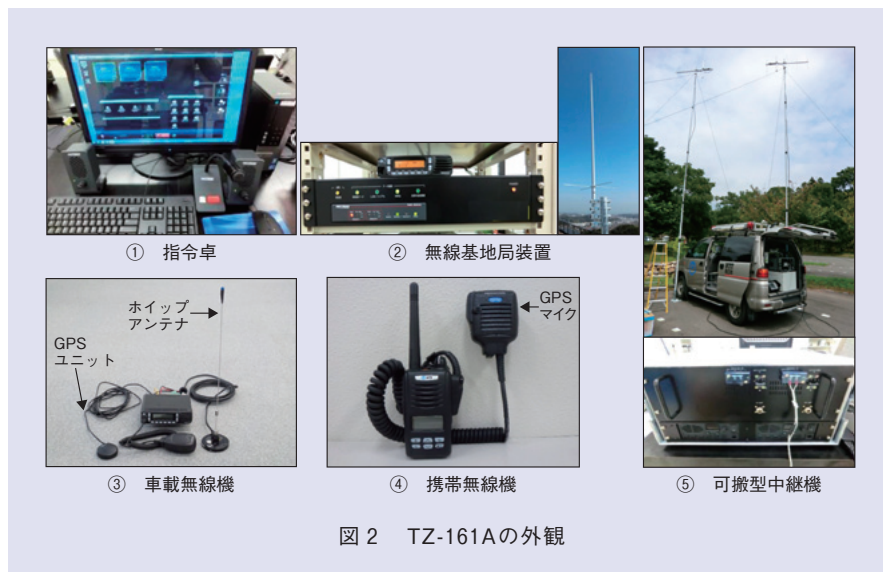 ① 指令卓
② 無線基地局装置
GPS
ユニット
ホイップ
アンテナ
③ 車載無線機
GPS
マイク
④ 携帯無線機
⑤ 可搬型中継機
図2 TZ-161Aの外観